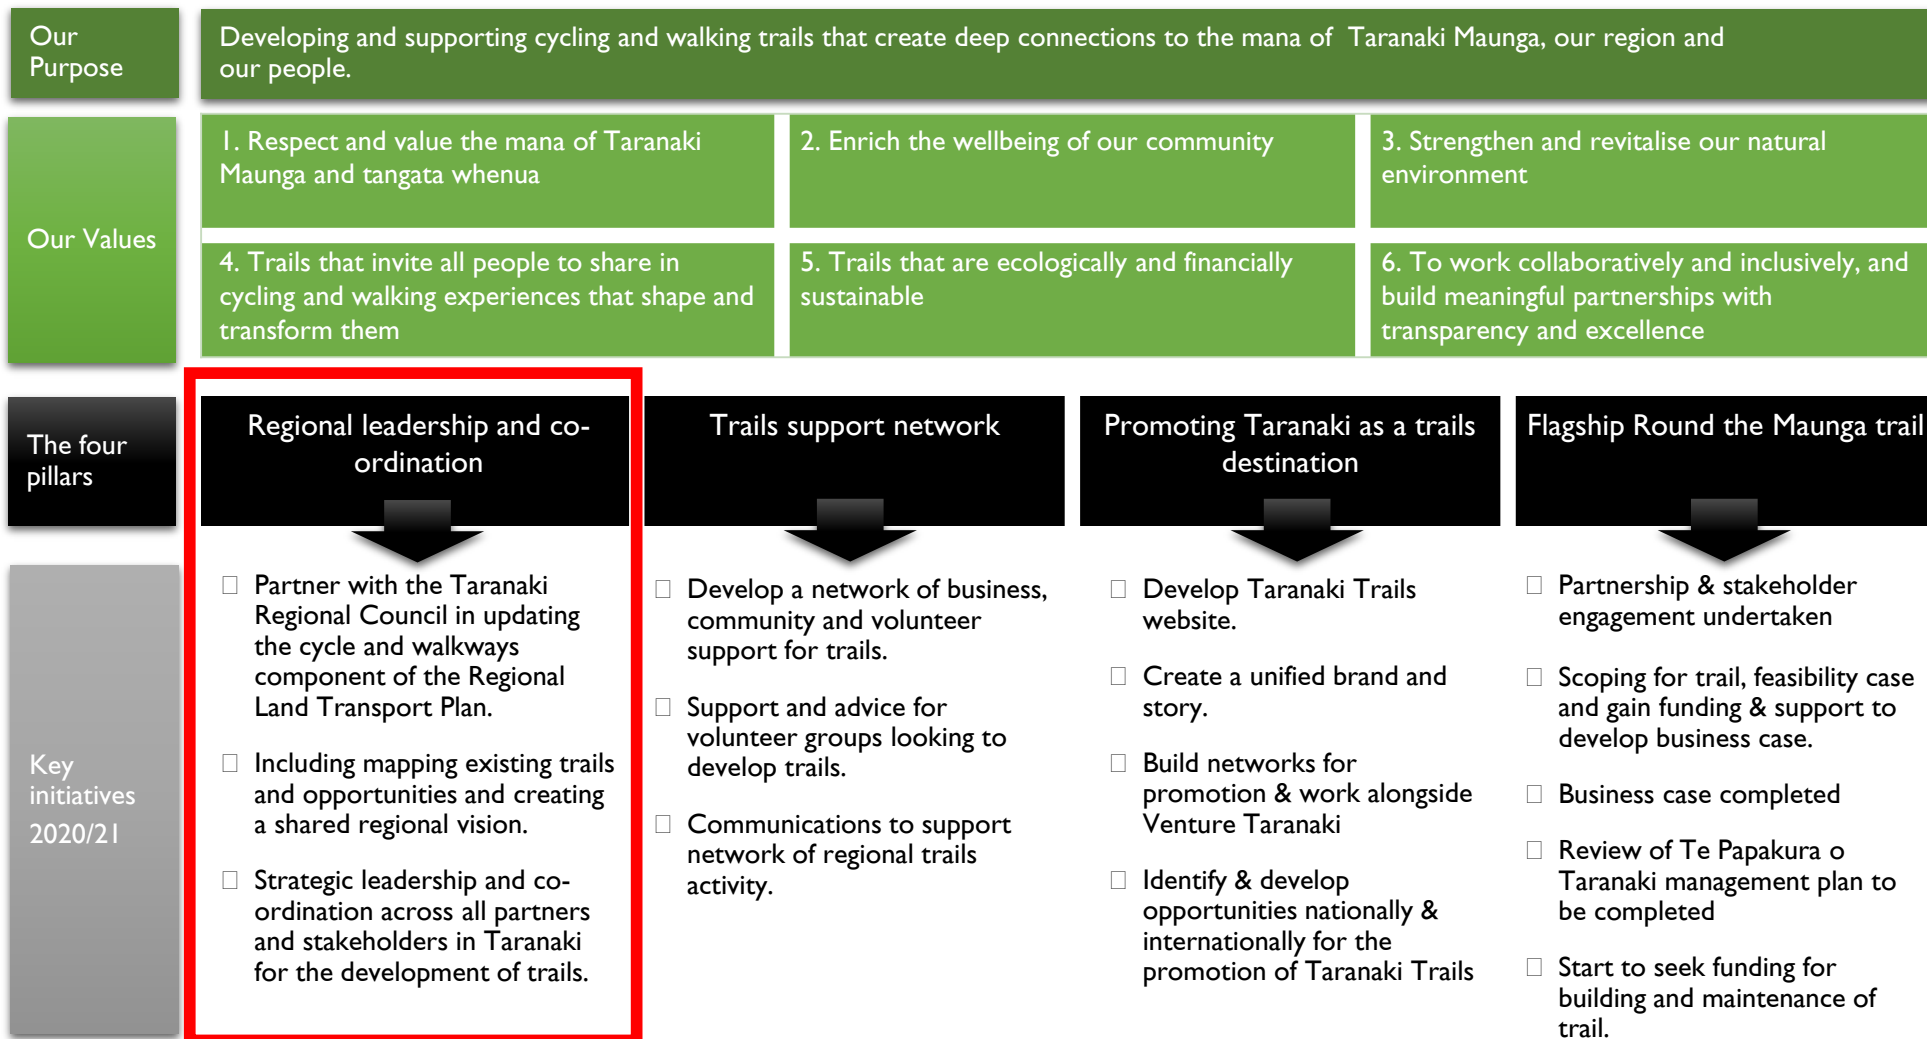 Our
Purpose
Developing and supporting cycling and walking trails that create deep connections to the mana of Taranaki Maunga, our region and
our people.
Our Values
1. Respect and value the mana of Taranaki
Maunga and tangata whenua
2. Enrich the wellbeing of our community
3. Strengthen and revitalise our natural
environment
4. Trails that invite all people to share in
cycling and walking experiences that shape and
transform them
5. Trails that are ecologically and financially
sustainable
6. To work collaboratively and inclusively, and
build meaningful partnerships with
transparency and excellence
The four
pillars
Regional leadership and co-
ordination
Trails support network
Promoting Taranaki as a trails
destination
Flagship Round the Maunga trail
Key
initiatives
2020/21
Partner with the Taranaki
Regional Council in updating
the cycle and walkways
component of the Regional
Land Transport Plan.
Including mapping existing trails
and opportunities and creating
a shared regional vision.
Strategic leadership and co-
ordination across all partners
and stakeholders in Taranaki
for the development of trails.
Develop a network of business,
community and volunteer
support for trails.
Support and advice for
volunteer groups looking to
develop trails.
Communications to support
network of regional trails
activity.
Develop Taranaki Trails
website.
Create a unified brand and
story.
Build networks for
promotion & work alongside
Venture Taranaki
Identify & develop
opportunities nationally &
internationally for the
promotion of Taranaki Trails
Partnership & stakeholder
engagement undertaken
Scoping for trail, feasibility case
and gain funding & support to
develop business case.
Business case completed
Review of Te Papakura o
Taranaki management plan to
be completed
Start to seek funding for
building and maintenance of
trail.